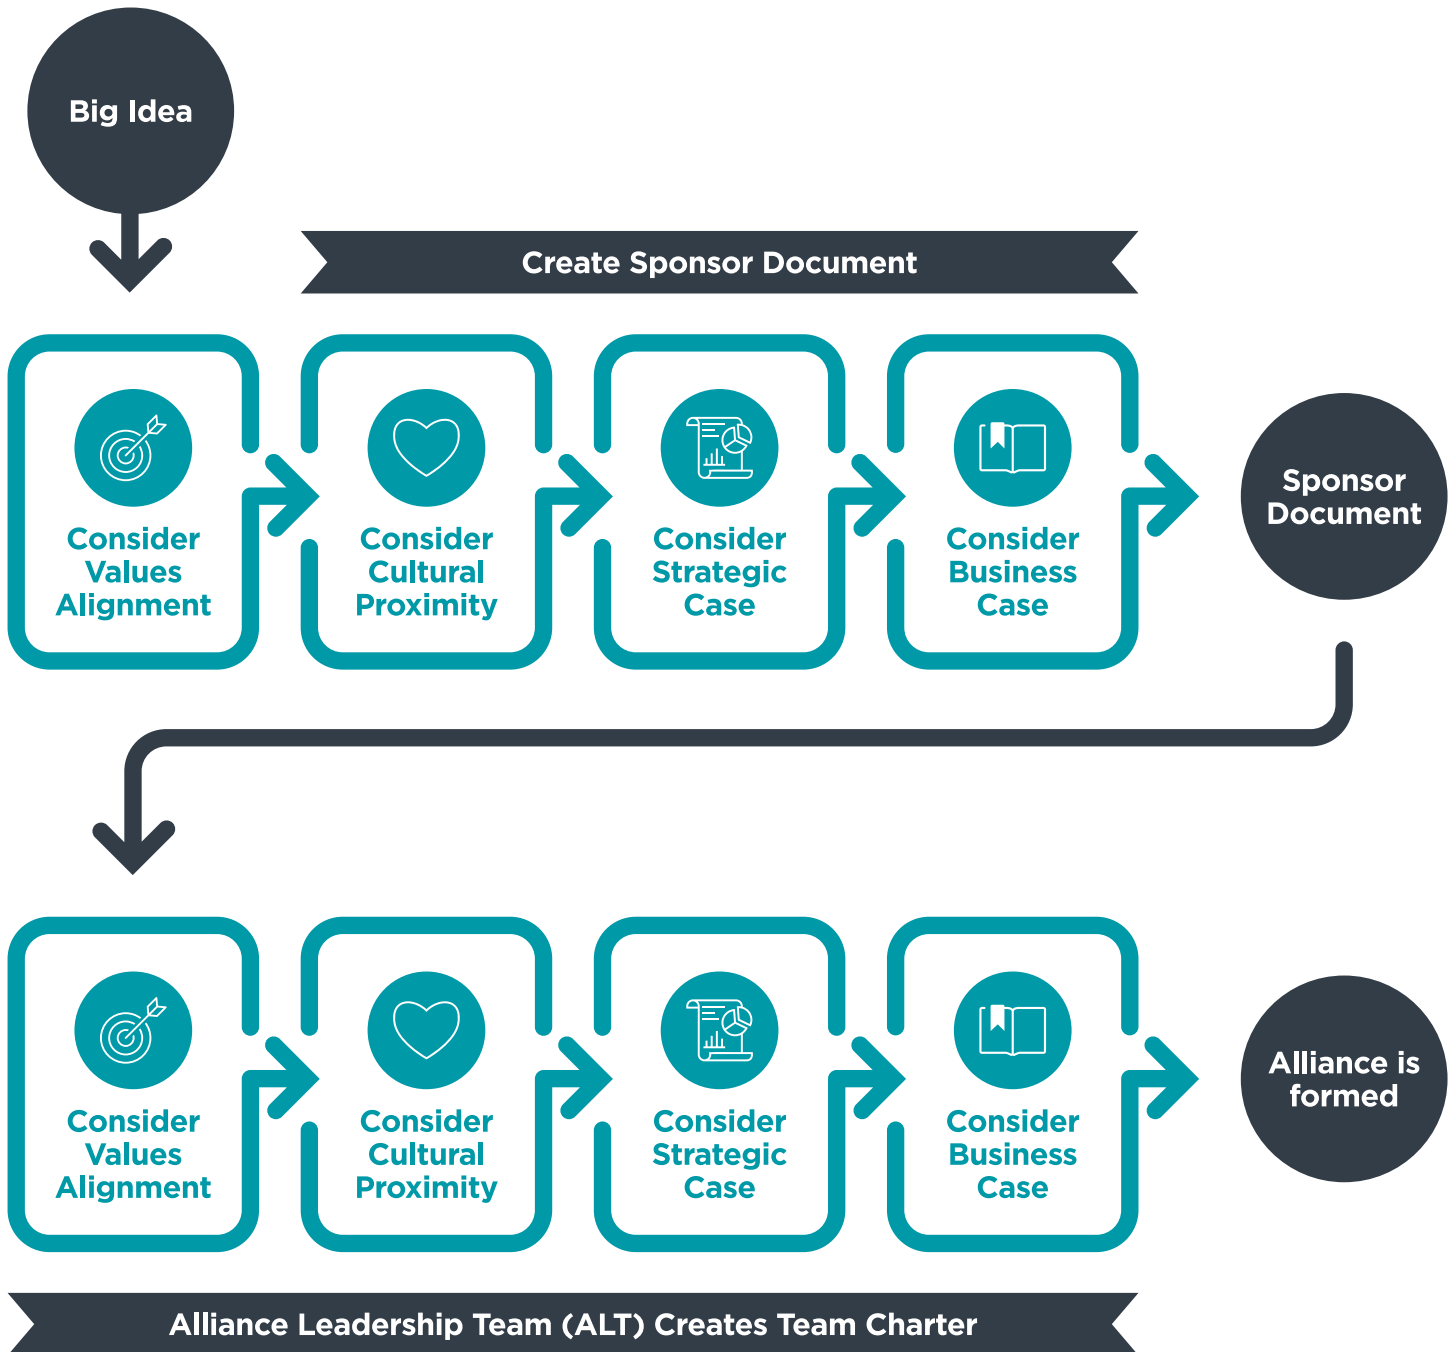 Big Idea
Create Sponsor Document
Consider
Values
Alignment
Consider
Cultural
Proximity
Consider
Strategic
Case
Consider
Business
Case
Sponsor
Document
Consider
Values
Alignment
Consider
Cultural
Proximity
Consider
Strategic
Case
Consider
Business
Case
Alliance is
formed
Alliance Leadership Team (ALT) Creates Team Charter